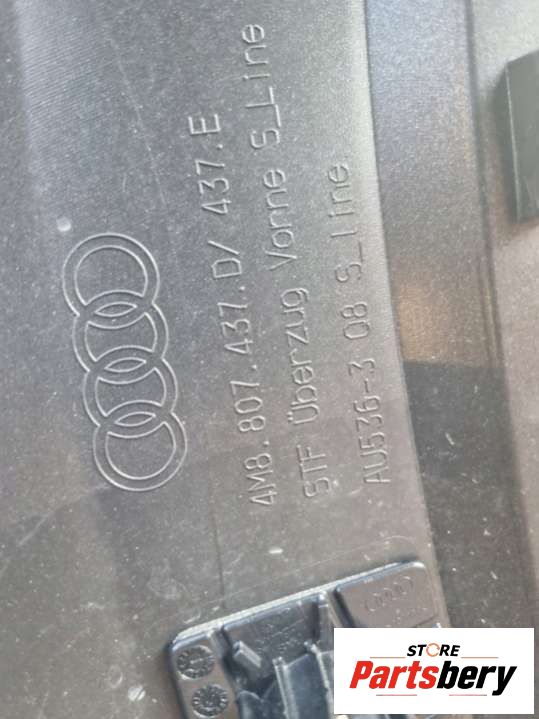 4M8.807.437.D/ 437.E
STF Überzug Vorne S_Line
AU536-3 08 S_line
STORE
Partsbery